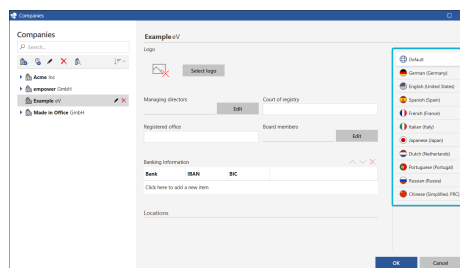 Companies
Companies
Search...
Acme Inc
empower GmbH
Example eV
Made in Office GmbH
Example eV
Logo
Select logo
Managing directors
Edit
Court of registry
Registered office
Board members
Edit
Banking information
Bank IBAN BIC
Click here to add a new item
Locations
Default
German (Germany)
English (United States)
Spanish (Spain)
French (France)
Italian (Italy)
Japanese (Japan)
Dutch (Netherlands)
Portuguese (Portugal)
Russian (Russia)
Chinese (Simplified, PRC)
OK Cancel